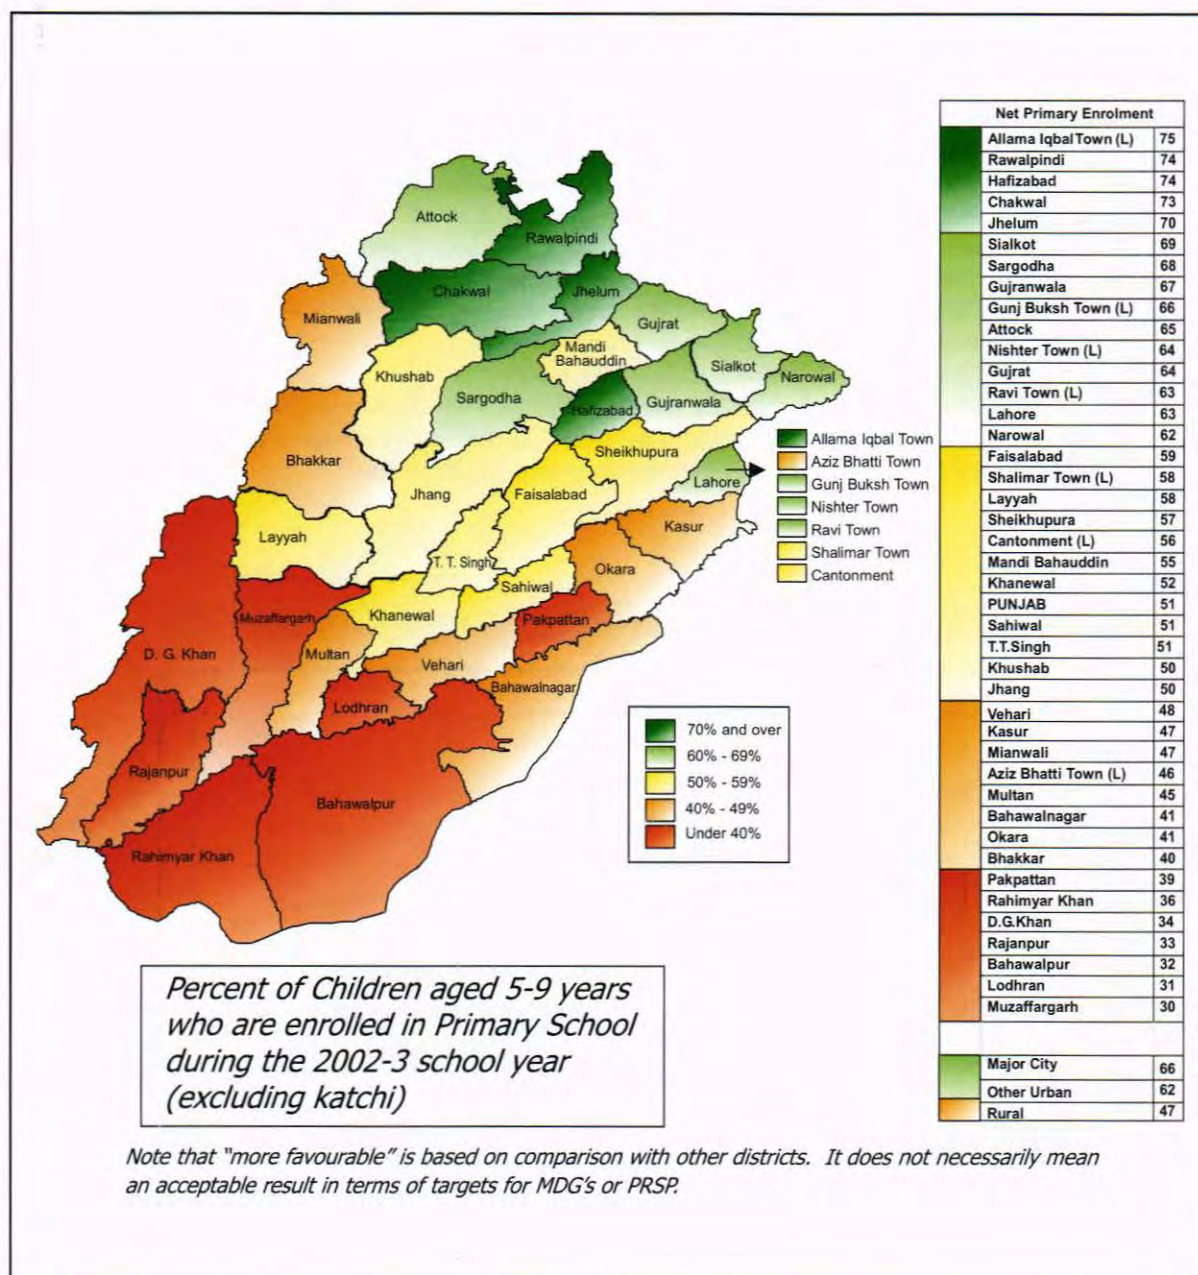 Net Primary Enrolment
Allama Iqbal Town (L) 75
Rawalpindi 74
Hafizabad 74
Chakwal 73
Jhelum 70
Sialkot 69
Sargodha 68
Gujranwala 67
Gunj Buksh Town (L) 66
Attock 65
Nishter Town (L) 64
Gujrat 64
Ravi Town (L) 63
Lahore 63
Narowal 62
Faisalabad 59
Shalimar Town (L) 58
Layyah 58
Sheikhupura 57
Cantonment (L) 56
Mandi Bahauddin 55
Khanewal 52
PUNJAB 51
Sahiwal 51
T.T.Singh 51
Khushab 50
Jhang 50
Vehari 48
Kasur 47
Mianwali 47
Aziz Bhatti Town (L) 46
Multan 45
Bahawalnagar 41
Okara 41
Bhakkar 40
Pakpattan 39
Rahimyar Khan 36
D.G.Khan 34
Rajanpur 33
Bahawalpur 32
Lodhran 31
Muzaffargarh 30
Major City 66
Other Urban 62
Rural 47
Attock
Rawalpindi
Chakwal
Jhelum
Mianwali
Gujrat
Mandi
Bahauddin
Khushab
Sialkot
Narowal
Sargodha
Hafizabad
Gujranwala
Bhakkar
Sheikhupura
Lahore
Jhang
Faisalabad
Kasur
Layyah
T. T. Singh
Okara
Sahiwal
Muzaffargarh
Khanewal
Pakpattan
D. G. Khan
Multan
Vehari
Bahawalnagar
Lodhran
Rajanpur
Bahawalpur
Rahimyar Khan
Allama Iqbal Town
Aziz Bhatti Town
Gunj Buksh Town
Nishter Town
Ravi Town
Shalimar Town
Cantonment
70% and over
60% - 69%
50% - 59%
40% - 49%
Under 40%
Percent of Children aged 5-9 years
who are enrolled in Primary School
during the 2002-3 school year
(excluding katchi)
Note that "more favourable" is based on comparison with other districts. It does not necessarily mean
an acceptable result in terms of targets for MDG's or PRSP.